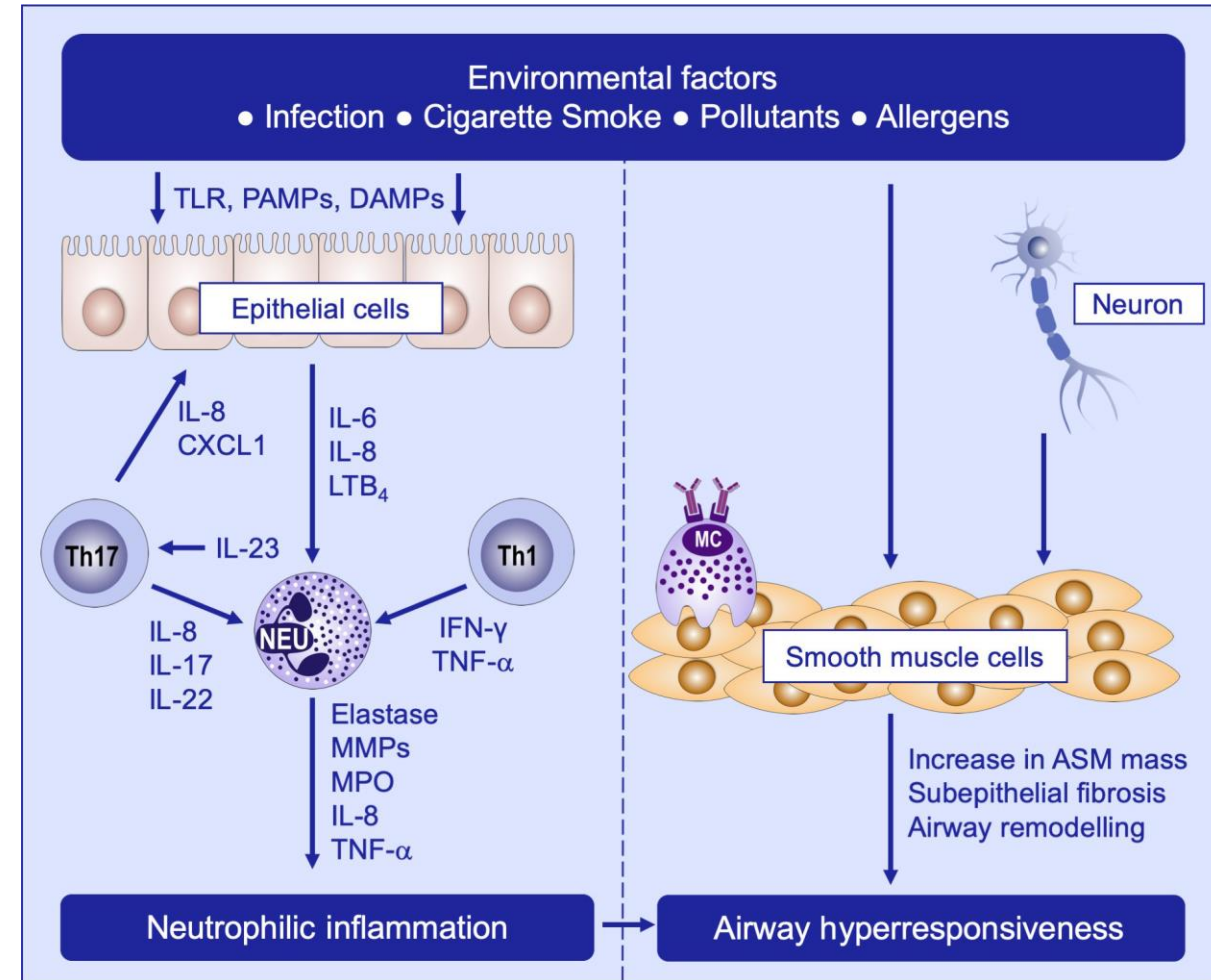 Environmental factors
● Infection ● Cigarette Smoke ● Pollutants ● Allergens
TLR, PAMPs, DAMPs
Epithelial cells
IL-8
CXCL1
IL-6
IL-8
LTB₄
Th17
IL-23
Th1
NEU
IL-8
IL-17
IL-22
IFN-γ
TNF-α
Elastase
MMPs
MPO
IL-8
TNF-α
Neutrophilic inflammation
Neuron
MC
Smooth muscle cells
Increase in ASM mass
Subepithelial fibrosis
Airway remodelling
Airway hyperresponsiveness